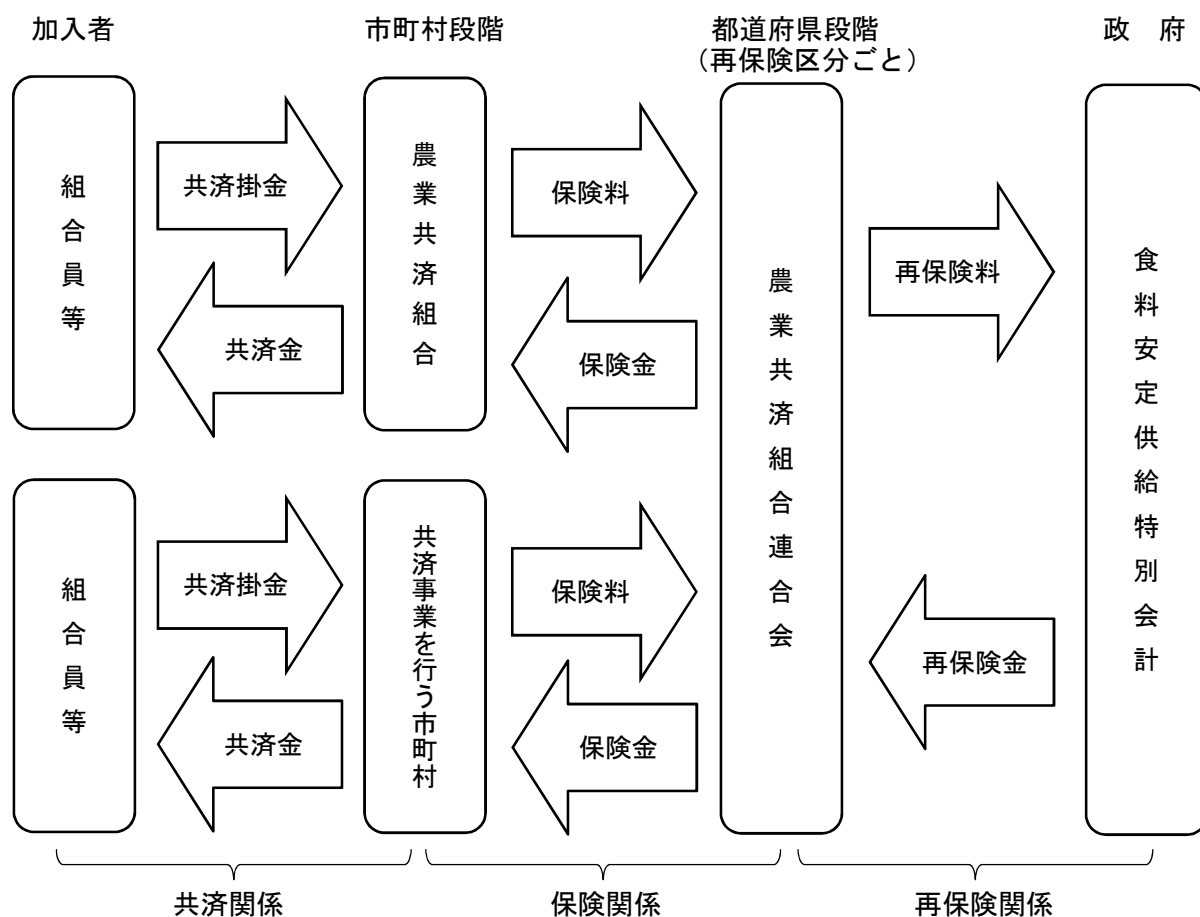 加入者
市町村段階
都道府県段階
（再保険区分ごと）
政　府
組合員等
共済掛金
共済金
農業共済組合
保険料
保険金
組合員等
共済掛金
共済金
共済事業を行う市町村
保険料
保険金
農業共済組合連合会
再保険料
再保険金
食料安定供給特別会計
共済関係
保険関係
再保険関係